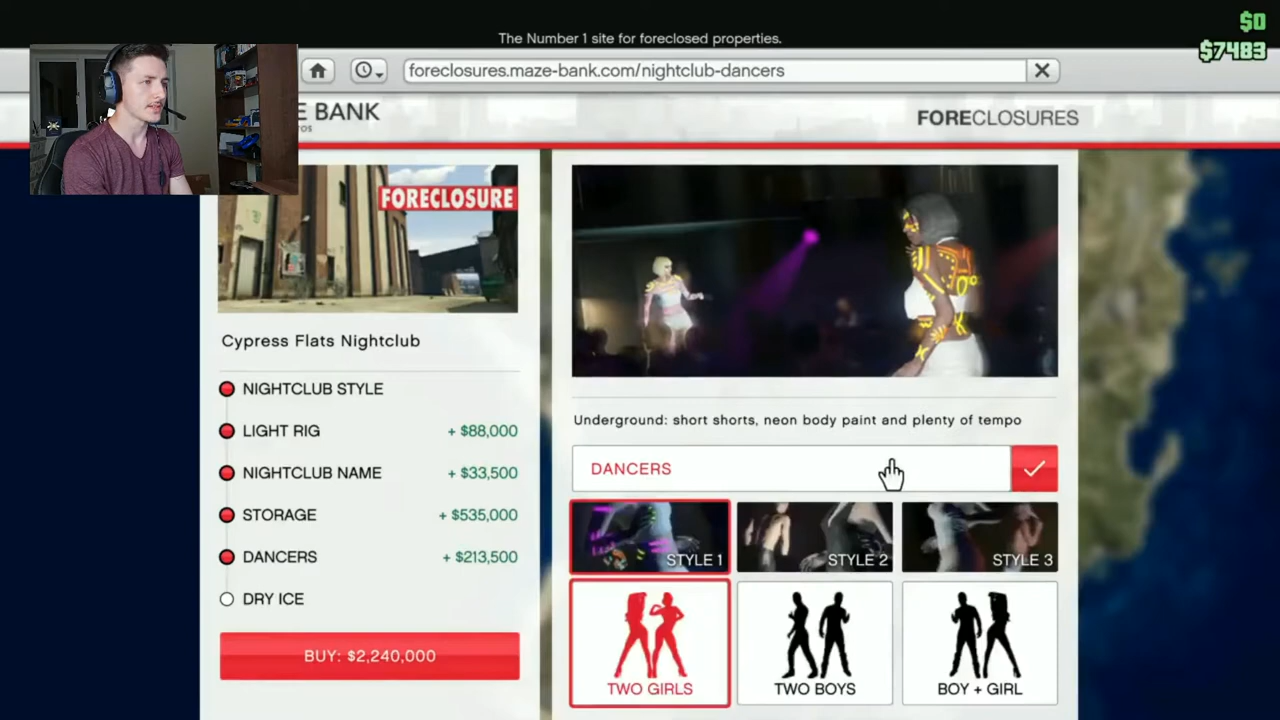 $0
The Number 1 site for foreclosed properties.
$7483
foreclosures.maze-bank.com/nightclub-dancers
E BANK
FORECLOSURES
OS
FORECLOSURE
Cypress Flats Nightclub
NIGHTCLUB STYLE
LIGHT RIG + $88,000
NIGHTCLUB NAME + $33,500
STORAGE + $535,000
DANCERS + $213,500
DRY ICE
BUY: $2,240,000
Underground: short shorts, neon body paint and plenty of tempo
DANCERS
STYLE 1
STYLE 2
STYLE 3
TWO GIRLS
TWO BOYS
BOY + GIRL